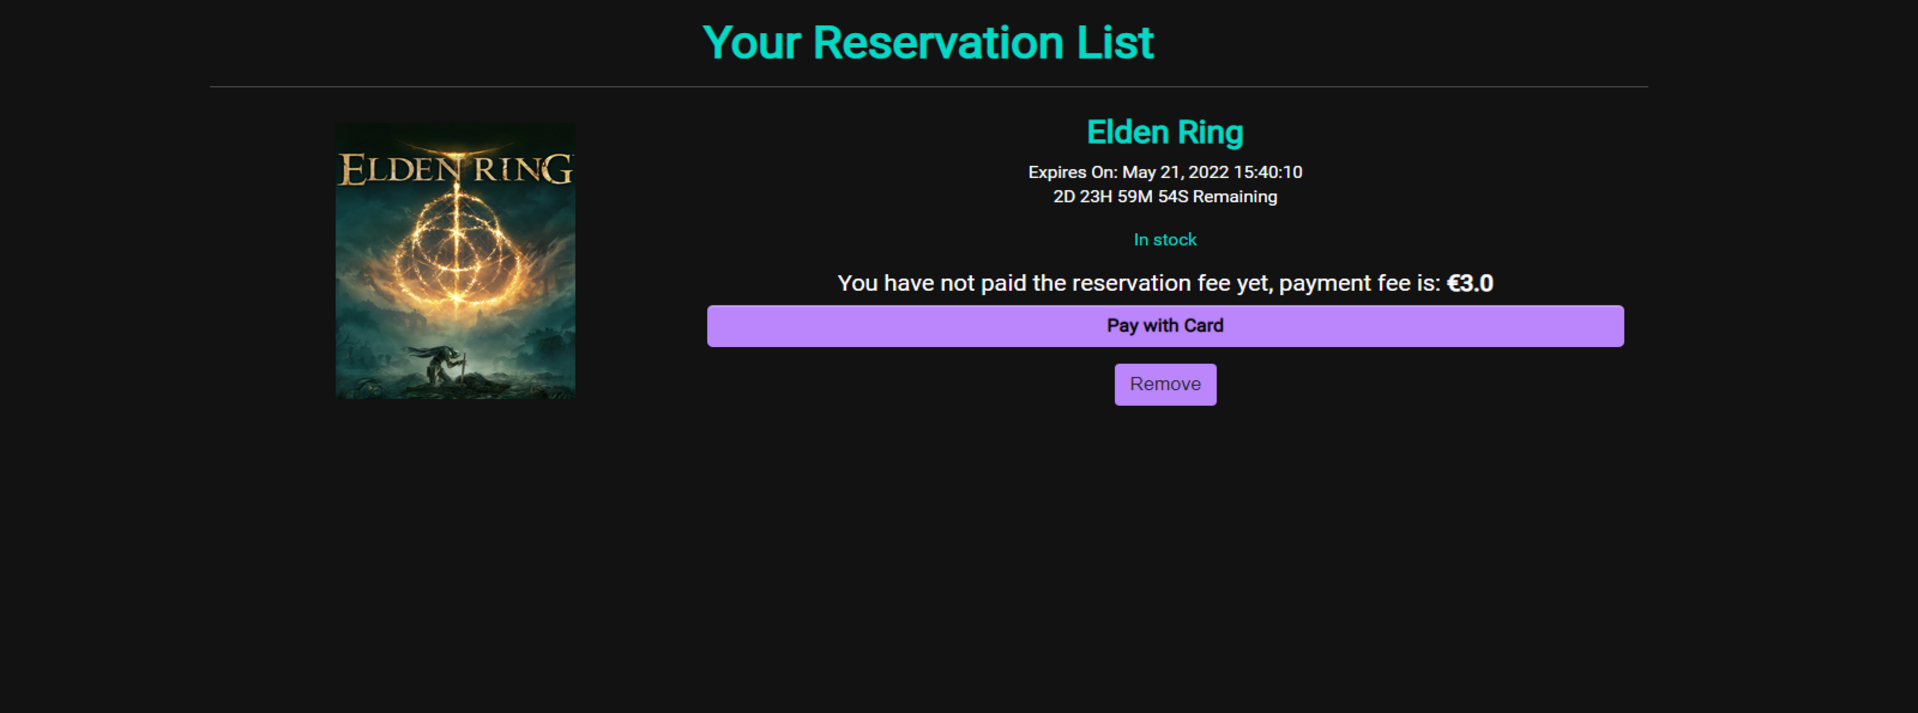 Your Reservation List
ELDEN RING
Elden Ring
Expires On: May 21, 2022 15:40:10
2D 23H 59M 54S Remaining
In stock
You have not paid the reservation fee yet, payment fee is: €3.0
Pay with Card
Remove